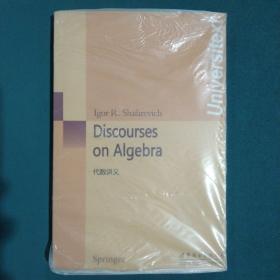 Igor R. Shafarevich
Discourses
on Algebra
代数讲义
Springer
Universitext